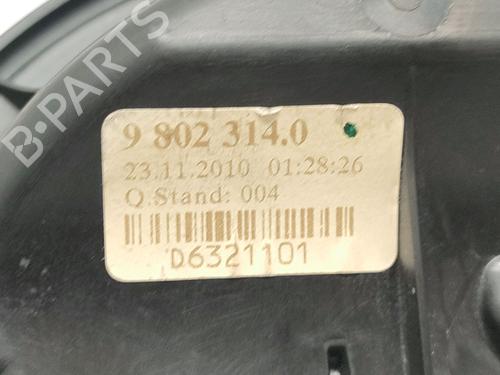 9 802 314.0
23.11.2010 01:28:26
Q.Stand: 004
D6321101
B-PARTS